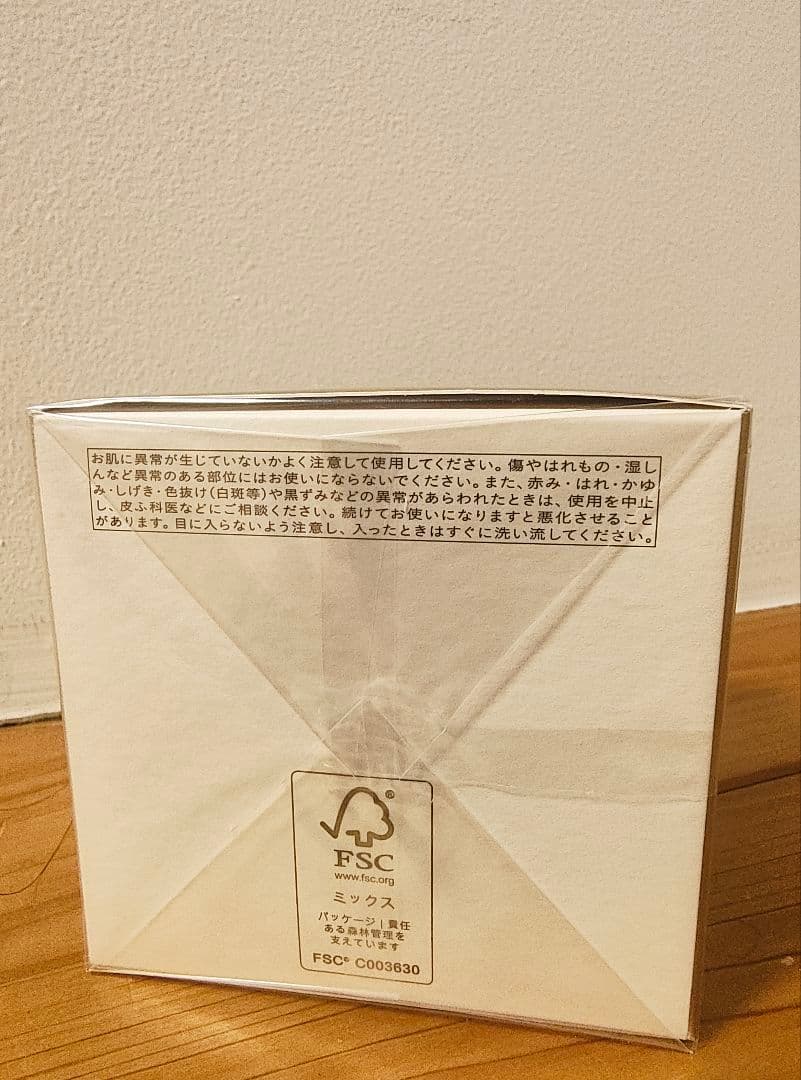 お肌に異常が生じていないかよく注意して使用してください。傷やはれもの・湿し
んなど異常のある部位にはお使いにならないでください。また、赤み・はれ・かゆ
み・しげき・色抜け(白斑等)や黒ずみなどの異常があらわれたときは、使用を中止
し、皮ふ科医などにご相談ください。続けてお使いになりますと悪化させること
があります。目に入らないよう注意し、入ったときはすぐに洗い流してください。
®
FSC
www.fsc.org
ミックス
パッケージ|責任
ある森林管理を
支えています
FSC® C003630